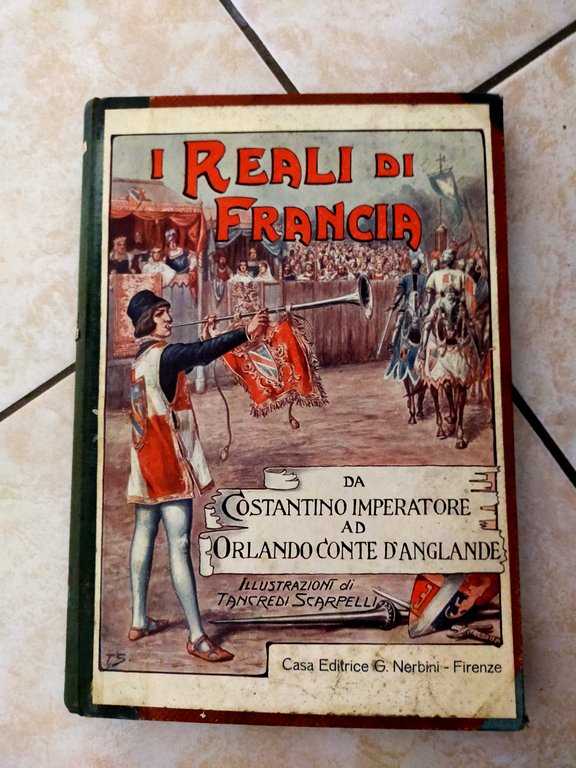 I REALI DI
FRANCIA
DA
COSTANTINO IMPERATORE
AD
ORLANDO CONTE D'ANGLANDE
ILLUSTRAZIONI di
TANCREDI SCARPELLI
TS.
Casa Editrice G. Nerbini - Firenze